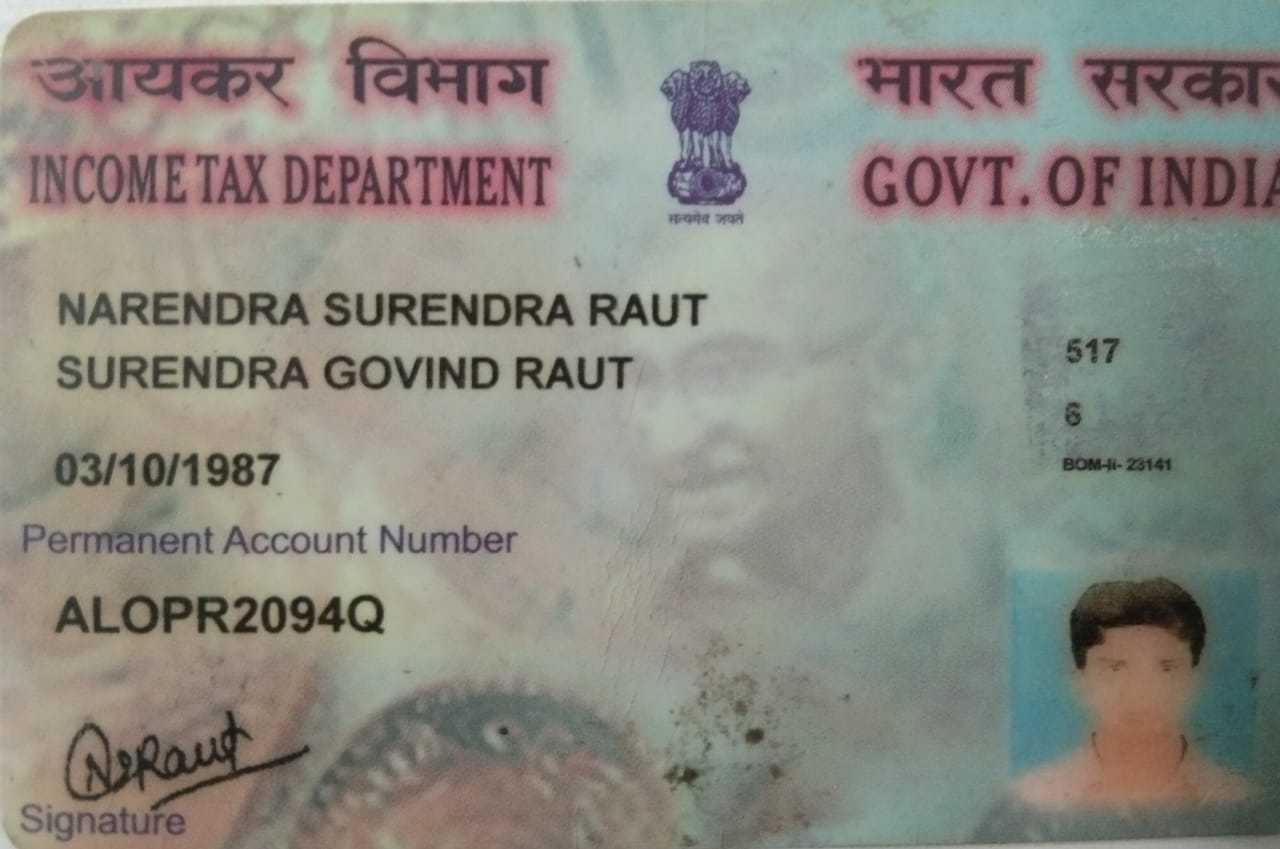 आयकर विभाग
INCOME TAX DEPARTMENT
सत्यमेव जयते
भारत सरकार
GOVT. OF INDIA
NARENDRA SURENDRA RAUT
SURENDRA GOVIND RAUT
03/10/1987
Permanent Account Number
ALOPR2094Q
517
6
BOM-II- 23141
NSRaut
Signature